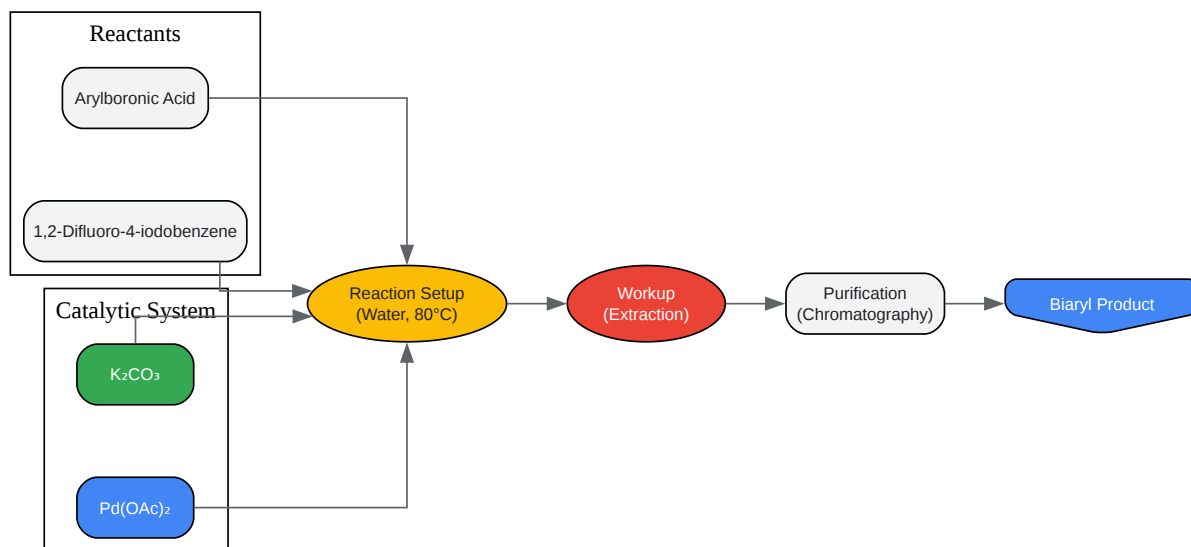 Reactants
Arylboronic Acid
1,2-Difluoro-4-iodobenzene
Catalytic System
K₂CO₃
Pd(OAc)₂
Reaction Setup
(Water, 80°C)
Workup
(Extraction)
Purification
(Chromatography)
Biaryl Product